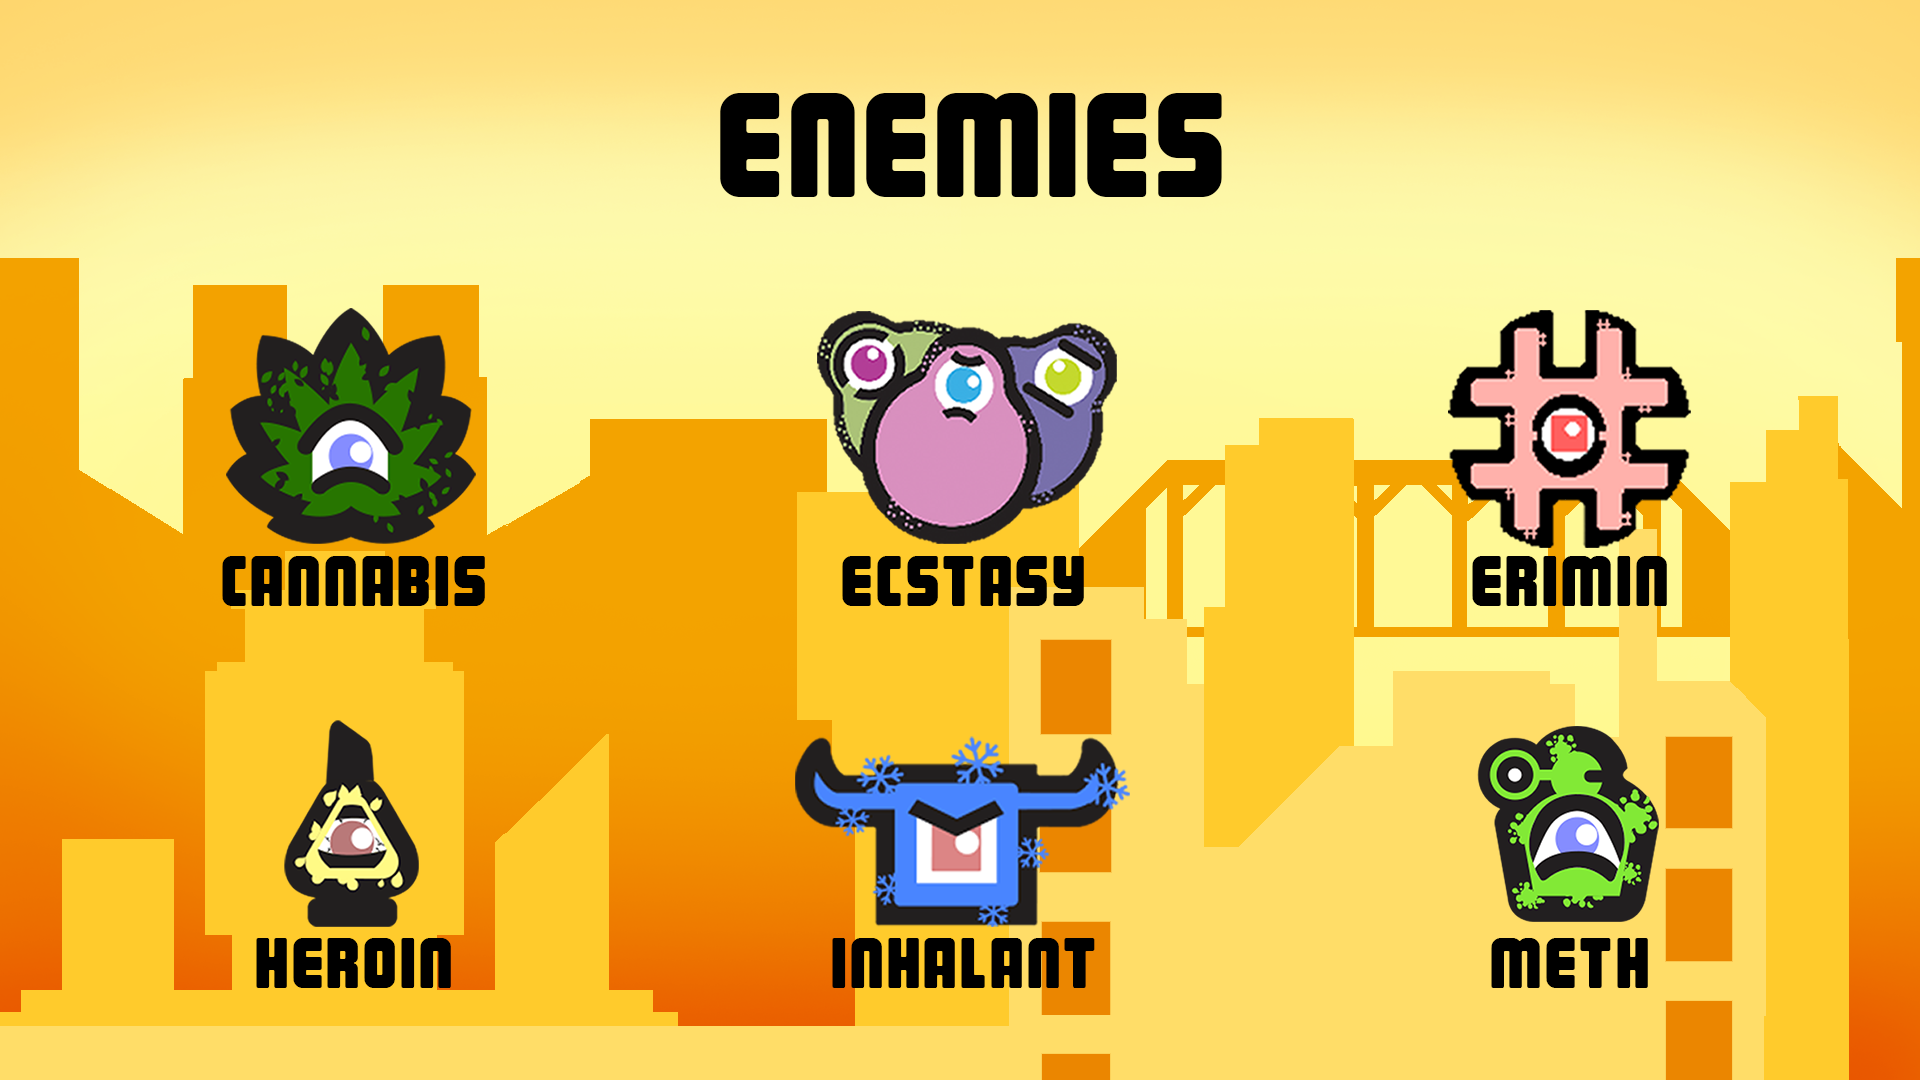 ENEMIES
CANNABIS
ECSTASY
ERIMIN
HEROIN
INHALANT
METH